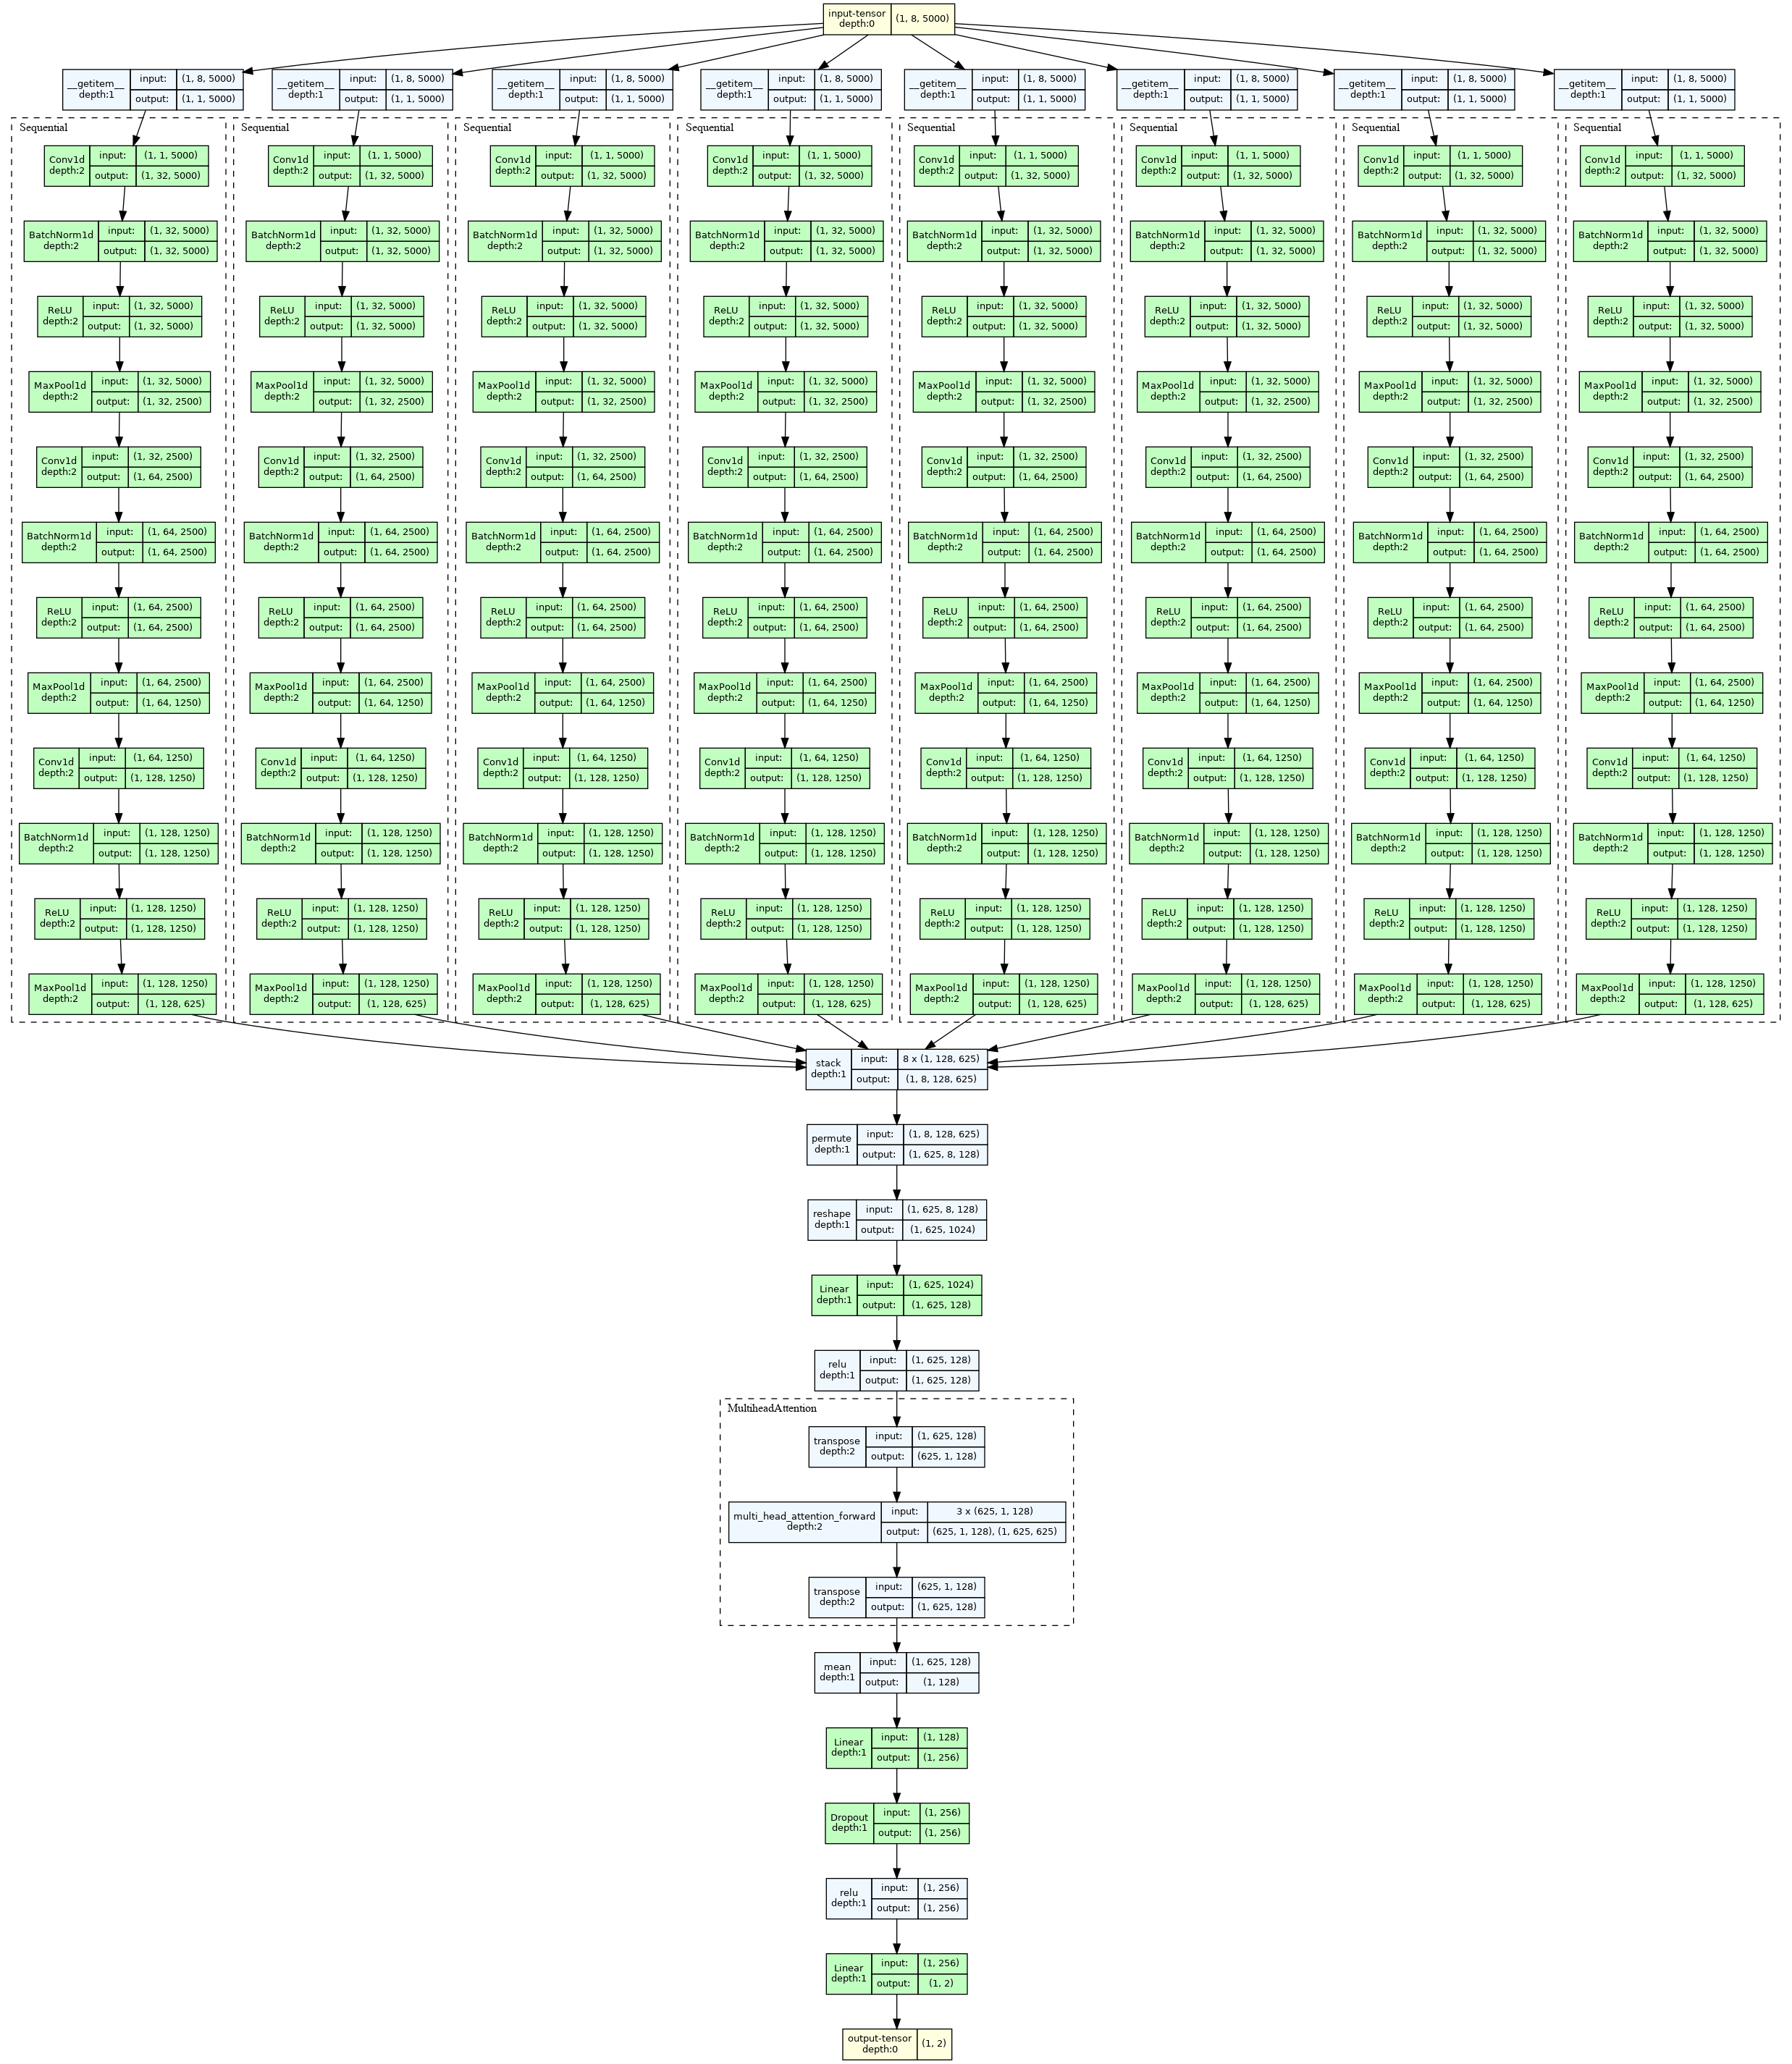 input-tensor (1, 8, 5000)
depth:0
__getitem__ input: (1, 8, 5000) __getitem__ input: (1, 8, 5000) __getitem__ input: (1, 8, 5000) __getitem__ input: (1, 8, 5000) __getitem__ input: (1, 8, 5000) __getitem__ input: (1, 8, 5000) __getitem__ input: (1, 8, 5000) __getitem__ input: (1, 8, 5000)
depth:1 output: (1, 1, 5000) depth:1 output: (1, 1, 5000) depth:1 output: (1, 1, 5000) depth:1 output: (1, 1, 5000) depth:1 output: (1, 1, 5000) depth:1 output: (1, 1, 5000) depth:1 output: (1, 1, 5000) depth:1 output: (1, 1, 5000)
Sequential Sequential Sequential Sequential Sequential Sequential Sequential Sequential
Conv1d input: (1, 1, 5000) Conv1d input: (1, 1, 5000) Conv1d input: (1, 1, 5000) Conv1d input: (1, 1, 5000) Conv1d input: (1, 1, 5000) Conv1d input: (1, 1, 5000) Conv1d input: (1, 1, 5000) Conv1d input: (1, 1, 5000)
depth:2 output: (1, 32, 5000) depth:2 output: (1, 32, 5000) depth:2 output: (1, 32, 5000) depth:2 output: (1, 32, 5000) depth:2 output: (1, 32, 5000) depth:2 output: (1, 32, 5000) depth:2 output: (1, 32, 5000) depth:2 output: (1, 32, 5000)
BatchNorm1d input: (1, 32, 5000) BatchNorm1d input: (1, 32, 5000) BatchNorm1d input: (1, 32, 5000) BatchNorm1d input: (1, 32, 5000) BatchNorm1d input: (1, 32, 5000) BatchNorm1d input: (1, 32, 5000) BatchNorm1d input: (1, 32, 5000) BatchNorm1d input: (1, 32, 5000)
depth:2 output: (1, 32, 5000) depth:2 output: (1, 32, 5000) depth:2 output: (1, 32, 5000) depth:2 output: (1, 32, 5000) depth:2 output: (1, 32, 5000) depth:2 output: (1, 32, 5000) depth:2 output: (1, 32, 5000) depth:2 output: (1, 32, 5000)
ReLU input: (1, 32, 5000) ReLU input: (1, 32, 5000) ReLU input: (1, 32, 5000) ReLU input: (1, 32, 5000) ReLU input: (1, 32, 5000) ReLU input: (1, 32, 5000) ReLU input: (1, 32, 5000) ReLU input: (1, 32, 5000)
depth:2 output: (1, 32, 5000) depth:2 output: (1, 32, 5000) depth:2 output: (1, 32, 5000) depth:2 output: (1, 32, 5000) depth:2 output: (1, 32, 5000) depth:2 output: (1, 32, 5000) depth:2 output: (1, 32, 5000) depth:2 output: (1, 32, 5000)
MaxPool1d input: (1, 32, 5000) MaxPool1d input: (1, 32, 5000) MaxPool1d input: (1, 32, 5000) MaxPool1d input: (1, 32, 5000) MaxPool1d input: (1, 32, 5000) MaxPool1d input: (1, 32, 5000) MaxPool1d input: (1, 32, 5000) MaxPool1d input: (1, 32, 5000)
depth:2 output: (1, 32, 2500) depth:2 output: (1, 32, 2500) depth:2 output: (1, 32, 2500) depth:2 output: (1, 32, 2500) depth:2 output: (1, 32, 2500) depth:2 output: (1, 32, 2500) depth:2 output: (1, 32, 2500) depth:2 output: (1, 32, 2500)
Conv1d input: (1, 32, 2500) Conv1d input: (1, 32, 2500) Conv1d input: (1, 32, 2500) Conv1d input: (1, 32, 2500) Conv1d input: (1, 32, 2500) Conv1d input: (1, 32, 2500) Conv1d input: (1, 32, 2500) Conv1d input: (1, 32, 2500)
depth:2 output: (1, 64, 2500) depth:2 output: (1, 64, 2500) depth:2 output: (1, 64, 2500) depth:2 output: (1, 64, 2500) depth:2 output: (1, 64, 2500) depth:2 output: (1, 64, 2500) depth:2 output: (1, 64, 2500) depth:2 output: (1, 64, 2500)
BatchNorm1d input: (1, 64, 2500) BatchNorm1d input: (1, 64, 2500) BatchNorm1d input: (1, 64, 2500) BatchNorm1d input: (1, 64, 2500) BatchNorm1d input: (1, 64, 2500) BatchNorm1d input: (1, 64, 2500) BatchNorm1d input: (1, 64, 2500) BatchNorm1d input: (1, 64, 2500)
depth:2 output: (1, 64, 2500) depth:2 output: (1, 64, 2500) depth:2 output: (1, 64, 2500) depth:2 output: (1, 64, 2500) depth:2 output: (1, 64, 2500) depth:2 output: (1, 64, 2500) depth:2 output: (1, 64, 2500) depth:2 output: (1, 64, 2500)
ReLU input: (1, 64, 2500) ReLU input: (1, 64, 2500) ReLU input: (1, 64, 2500) ReLU input: (1, 64, 2500) ReLU input: (1, 64, 2500) ReLU input: (1, 64, 2500) ReLU input: (1, 64, 2500) ReLU input: (1, 64, 2500)
depth:2 output: (1, 64, 2500) depth:2 output: (1, 64, 2500) depth:2 output: (1, 64, 2500) depth:2 output: (1, 64, 2500) depth:2 output: (1, 64, 2500) depth:2 output: (1, 64, 2500) depth:2 output: (1, 64, 2500) depth:2 output: (1, 64, 2500)
MaxPool1d input: (1, 64, 2500) MaxPool1d input: (1, 64, 2500) MaxPool1d input: (1, 64, 2500) MaxPool1d input: (1, 64, 2500) MaxPool1d input: (1, 64, 2500) MaxPool1d input: (1, 64, 2500) MaxPool1d input: (1, 64, 2500) MaxPool1d input: (1, 64, 2500)
depth:2 output: (1, 64, 1250) depth:2 output: (1, 64, 1250) depth:2 output: (1, 64, 1250) depth:2 output: (1, 64, 1250) depth:2 output: (1, 64, 1250) depth:2 output: (1, 64, 1250) depth:2 output: (1, 64, 1250) depth:2 output: (1, 64, 1250)
Conv1d input: (1, 64, 1250) Conv1d input: (1, 64, 1250) Conv1d input: (1, 64, 1250) Conv1d input: (1, 64, 1250) Conv1d input: (1, 64, 1250) Conv1d input: (1, 64, 1250) Conv1d input: (1, 64, 1250) Conv1d input: (1, 64, 1250)
depth:2 output: (1, 128, 1250) depth:2 output: (1, 128, 1250) depth:2 output: (1, 128, 1250) depth:2 output: (1, 128, 1250) depth:2 output: (1, 128, 1250) depth:2 output: (1, 128, 1250) depth:2 output: (1, 128, 1250) depth:2 output: (1, 128, 1250)
BatchNorm1d input: (1, 128, 1250) BatchNorm1d input: (1, 128, 1250) BatchNorm1d input: (1, 128, 1250) BatchNorm1d input: (1, 128, 1250) BatchNorm1d input: (1, 128, 1250) BatchNorm1d input: (1, 128, 1250) BatchNorm1d input: (1, 128, 1250) BatchNorm1d input: (1, 128, 1250)
depth:2 output: (1, 128, 1250) depth:2 output: (1, 128, 1250) depth:2 output: (1, 128, 1250) depth:2 output: (1, 128, 1250) depth:2 output: (1, 128, 1250) depth:2 output: (1, 128, 1250) depth:2 output: (1, 128, 1250) depth:2 output: (1, 128, 1250)
ReLU input: (1, 128, 1250) ReLU input: (1, 128, 1250) ReLU input: (1, 128, 1250) ReLU input: (1, 128, 1250) ReLU input: (1, 128, 1250) ReLU input: (1, 128, 1250) ReLU input: (1, 128, 1250) ReLU input: (1, 128, 1250)
depth:2 output: (1, 128, 1250) depth:2 output: (1, 128, 1250) depth:2 output: (1, 128, 1250) depth:2 output: (1, 128, 1250) depth:2 output: (1, 128, 1250) depth:2 output: (1, 128, 1250) depth:2 output: (1, 128, 1250) depth:2 output: (1, 128, 1250)
MaxPool1d input: (1, 128, 1250) MaxPool1d input: (1, 128, 1250) MaxPool1d input: (1, 128, 1250) MaxPool1d input: (1, 128, 1250) MaxPool1d input: (1, 128, 1250) MaxPool1d input: (1, 128, 1250) MaxPool1d input: (1, 128, 1250) MaxPool1d input: (1, 128, 1250)
depth:2 output: (1, 128, 625) depth:2 output: (1, 128, 625) depth:2 output: (1, 128, 625) depth:2 output: (1, 128, 625) depth:2 output: (1, 128, 625) depth:2 output: (1, 128, 625) depth:2 output: (1, 128, 625) depth:2 output: (1, 128, 625)
stack input: 8 x (1, 128, 625)
depth:1 output: (1, 8, 128, 625)
permute input: (1, 8, 128, 625)
depth:1 output: (1, 625, 8, 128)
reshape input: (1, 625, 8, 128)
depth:1 output: (1, 625, 1024)
Linear input: (1, 625, 1024)
depth:1 output: (1, 625, 128)
relu input: (1, 625, 128)
depth:1 output: (1, 625, 128)
MultiheadAttention
transpose input: (1, 625, 128)
depth:2 output: (625, 1, 128)
multi_head_attention_forward input: 3 x (625, 1, 128)
depth:2 output: (625, 1, 128), (1, 625, 625)
transpose input: (625, 1, 128)
depth:2 output: (1, 625, 128)
mean input: (1, 625, 128)
depth:1 output: (1, 128)
Linear input: (1, 128)
depth:1 output: (1, 256)
Dropout input: (1, 256)
depth:1 output: (1, 256)
relu input: (1, 256)
depth:1 output: (1, 256)
Linear input: (1, 256)
depth:1 output: (1, 2)
output-tensor (1, 2)
depth:0